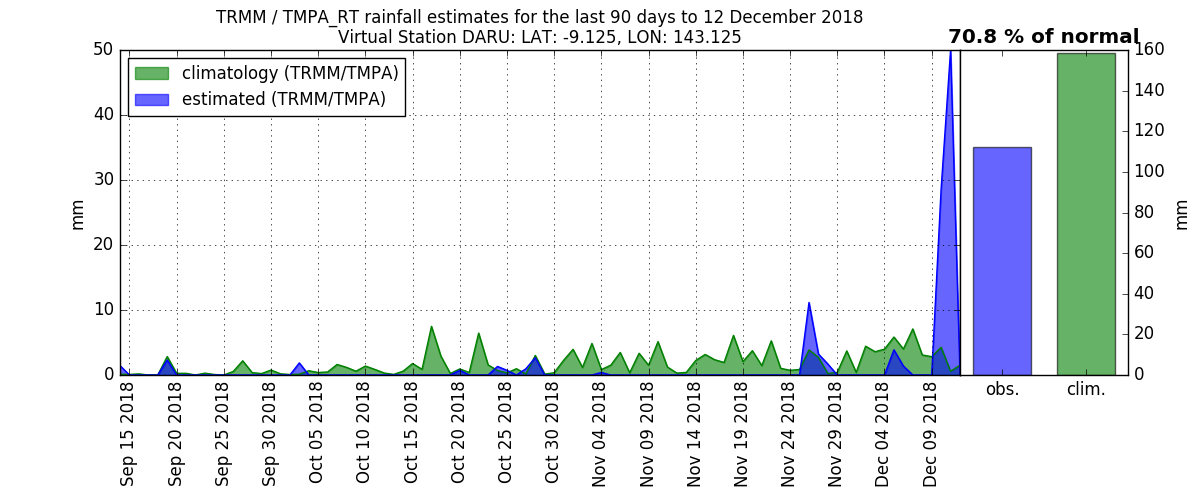 TRMM / TMPA_RT rainfall estimates for the last 90 days to 12 December 2018
Virtual Station DARU: LAT: -9.125, LON: 143.125
70.8 % of normal
climatology (TRMM/TMPA)
estimated (TRMM/TMPA)
50
40
30
20
10
0
mm
160
140
120
100
80
60
40
20
0
mm
Sep 15 2018
Sep 20 2018
Sep 25 2018
Sep 30 2018
Oct 05 2018
Oct 10 2018
Oct 15 2018
Oct 20 2018
Oct 25 2018
Oct 30 2018
Nov 04 2018
Nov 09 2018
Nov 14 2018
Nov 19 2018
Nov 24 2018
Nov 29 2018
Dec 04 2018
Dec 09 2018
obs.
clim.